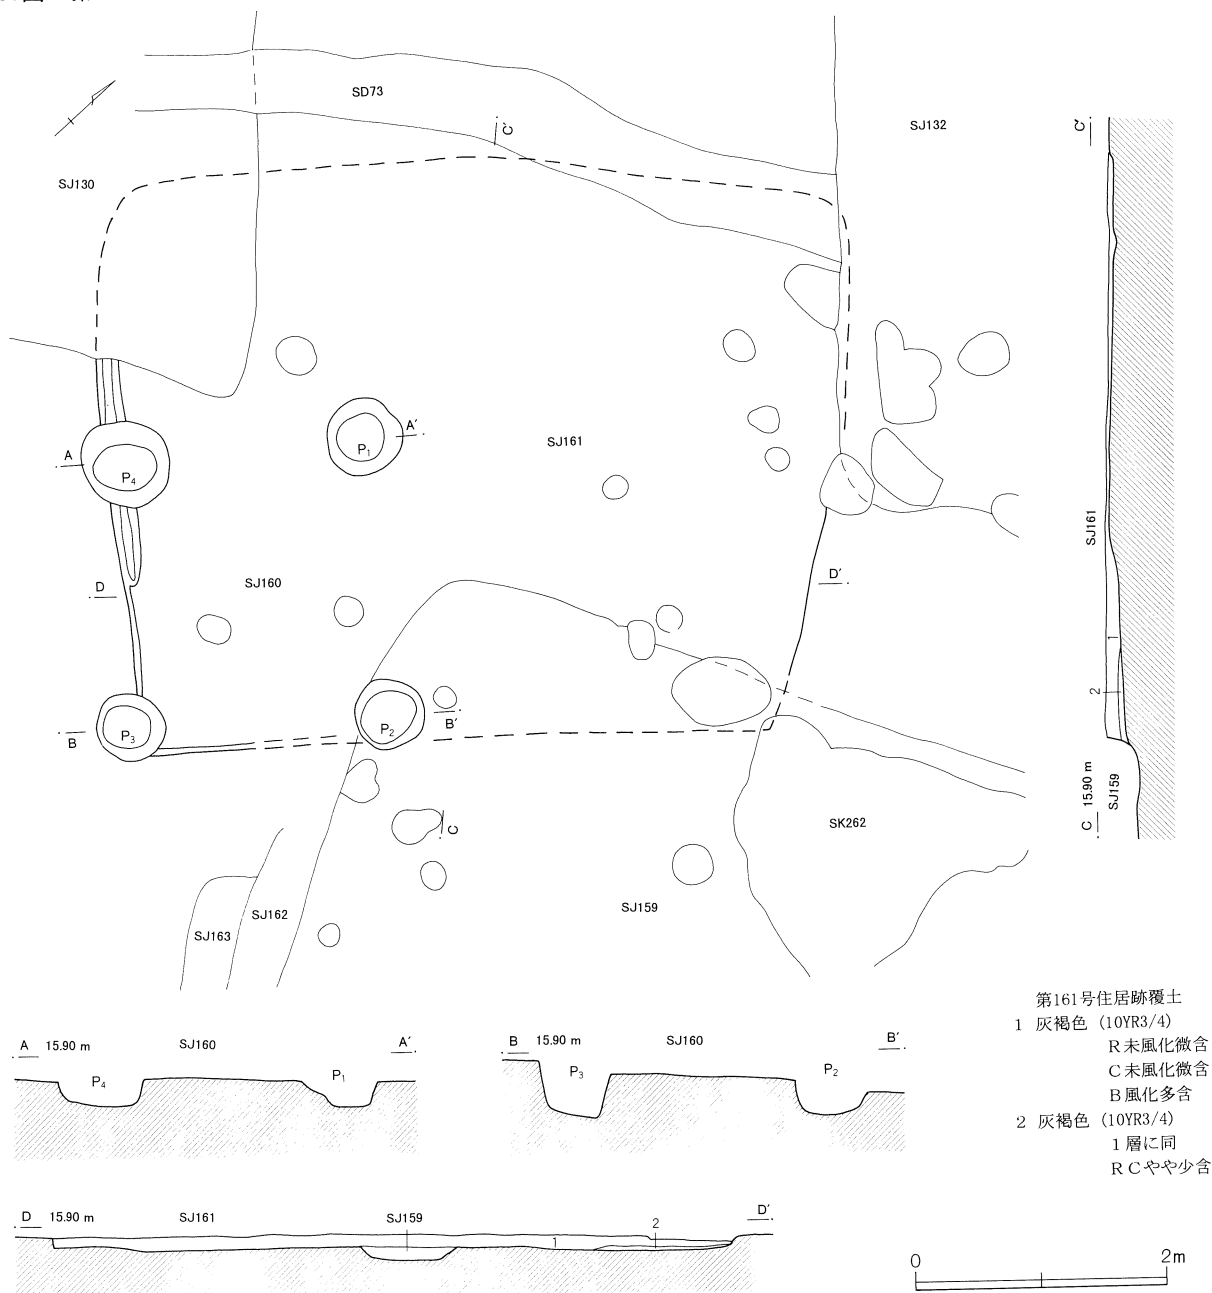 SD73
C′
SJ132
C′
SJ130
A
P4
P1
A′
SJ161
SJ161
D
SJ160
D′
1
2
B
P3
P2
B′
C
15.90 m
SJ159
C
SK262
SJ159
SJ162
SJ163
A 15.90 m SJ160 A′
P4 P1
B 15.90 m SJ160 B′
P3 P2
D 15.90 m SJ161 SJ159 D′
1 2
第161号住居跡覆土
1 灰褐色 (10YR3/4)
R未風化微含
C未風化微含
B風化多含
2 灰褐色 (10YR3/4)
1層に同
RCやや少含
0 2m